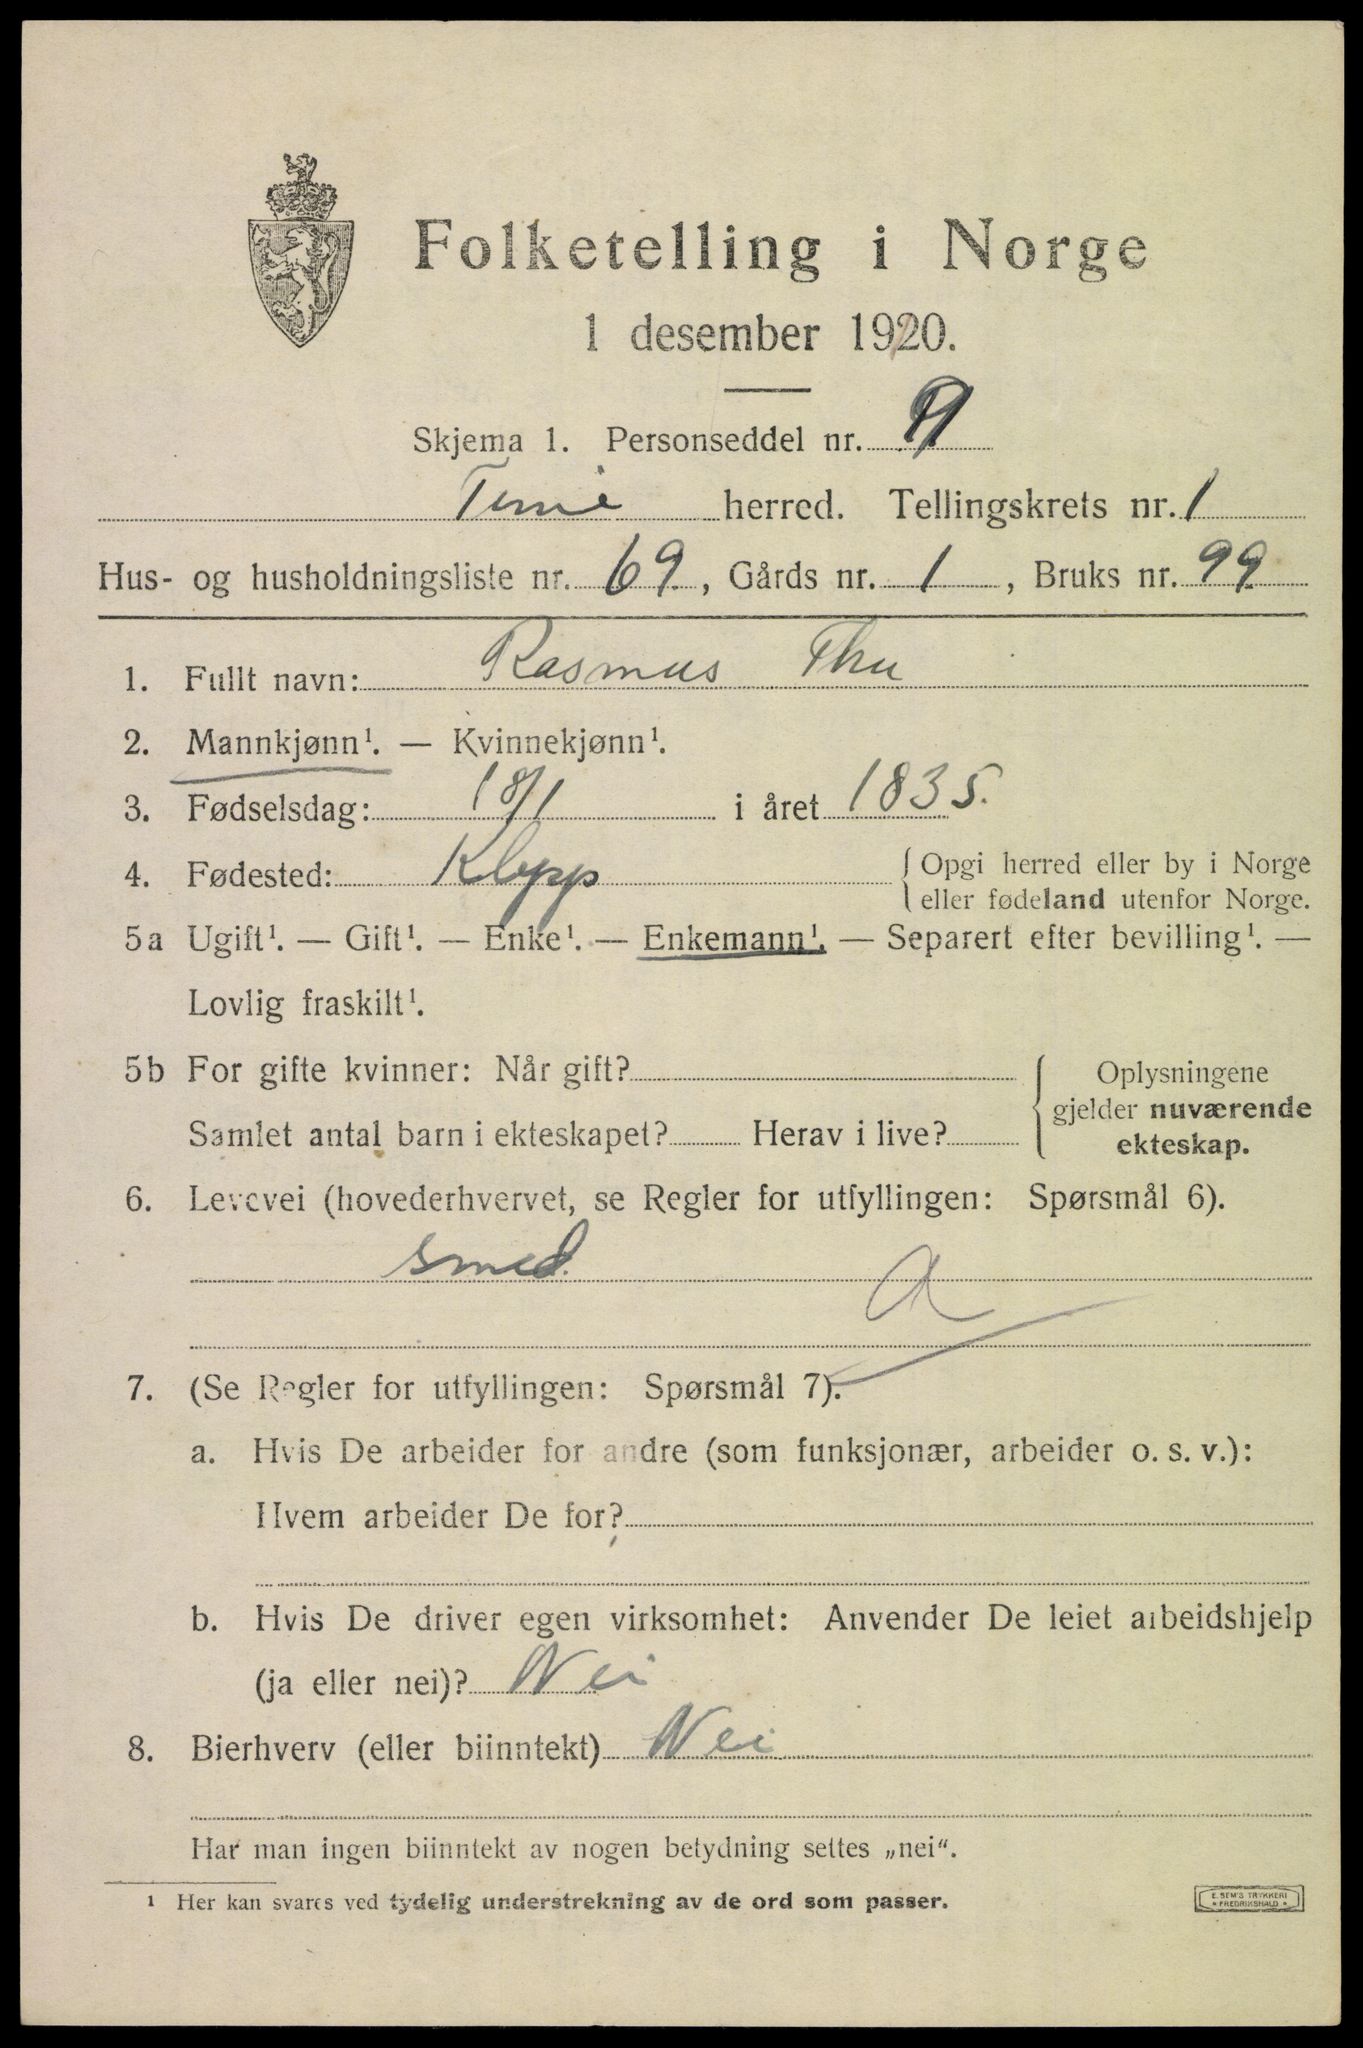 Folketelling i Norge
1 desember 1920.
Skjema 1. Personseddel nr.
Time herred. Tellingskrets nr. 1
Hus- og husholdningsliste nr. 69, Gårds nr. 1, Bruks nr. 99
1. Fullt navn: Rasmus Thu
2. Mannkjønn¹. — Kvinnekjønn¹.
3. Fødselsdag: 18/1 i året 1835.
4. Fødested: Klepp { Opgi herred eller by i Norge
eller fødeland utenfor Norge.
5a Ugift¹. — Gift¹. — Enke¹. — Enkemann¹. — Separert efter bevilling¹. —
Lovlig fraskilt¹.
5b For gifte kvinner: Når gift? { Oplysningene
gjelder nuværende
Samlet antal barn i ekteskapet? Herav i live? ekteskap.
6. Levevei (hovederhvervet, se Regler for utfyllingen: Spørsmål 6).
smed.
a
7. (Se Regler for utfyllingen: Spørsmål 7).
a. Hvis De arbeider for andre (som funksjonær, arbeider o. s. v.):
Hvem arbeider De for?
b. Hvis De driver egen virksomhet: Anvender De leiet arbeidshjelp
(ja eller nei)? Nei
8. Bierhverv (eller biinntekt) Nei
Har man ingen biinntekt av nogen betydning settes „nei“.
¹ Her kan svares ved tydelig understrekning av de ord som passer.
E. SEM'S TRYKKERI
* FREDRIKSHALD *